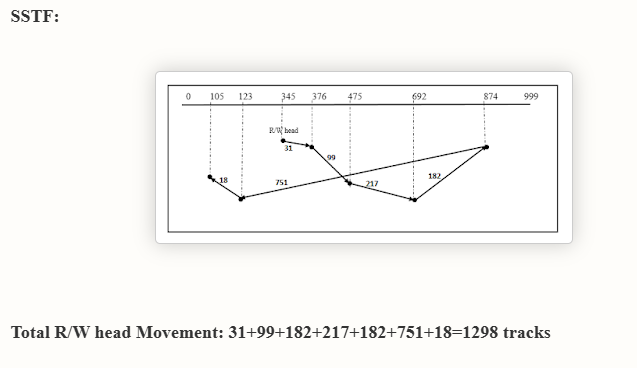 SSTF:
0 105 123 345 376 475 692 874 999
R/W head
31
99
18
751
217
182
Total R/W head Movement: 31+99+182+217+182+751+18=1298 tracks